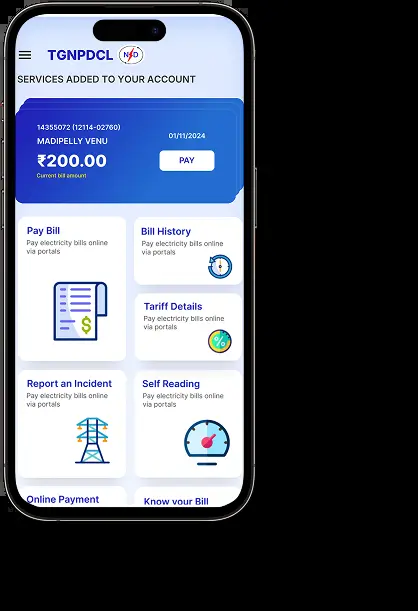 TGNPDCL NPD
SERVICES ADDED TO YOUR ACCOUNT
14355072 (12114-02760)
01/11/2024
MADIPELLY VENU
₹200.00
PAY
Current bill amount
Pay Bill
Pay electricity bills online
via portals
$
Bill History
Pay electricity bills online
via portals
Tariff Details
Pay electricity bills online
via portals
%
Report an Incident
Pay electricity bills online
via portals
Self Reading
Pay electricity bills online
via portals
Online Payment
Know your Bill